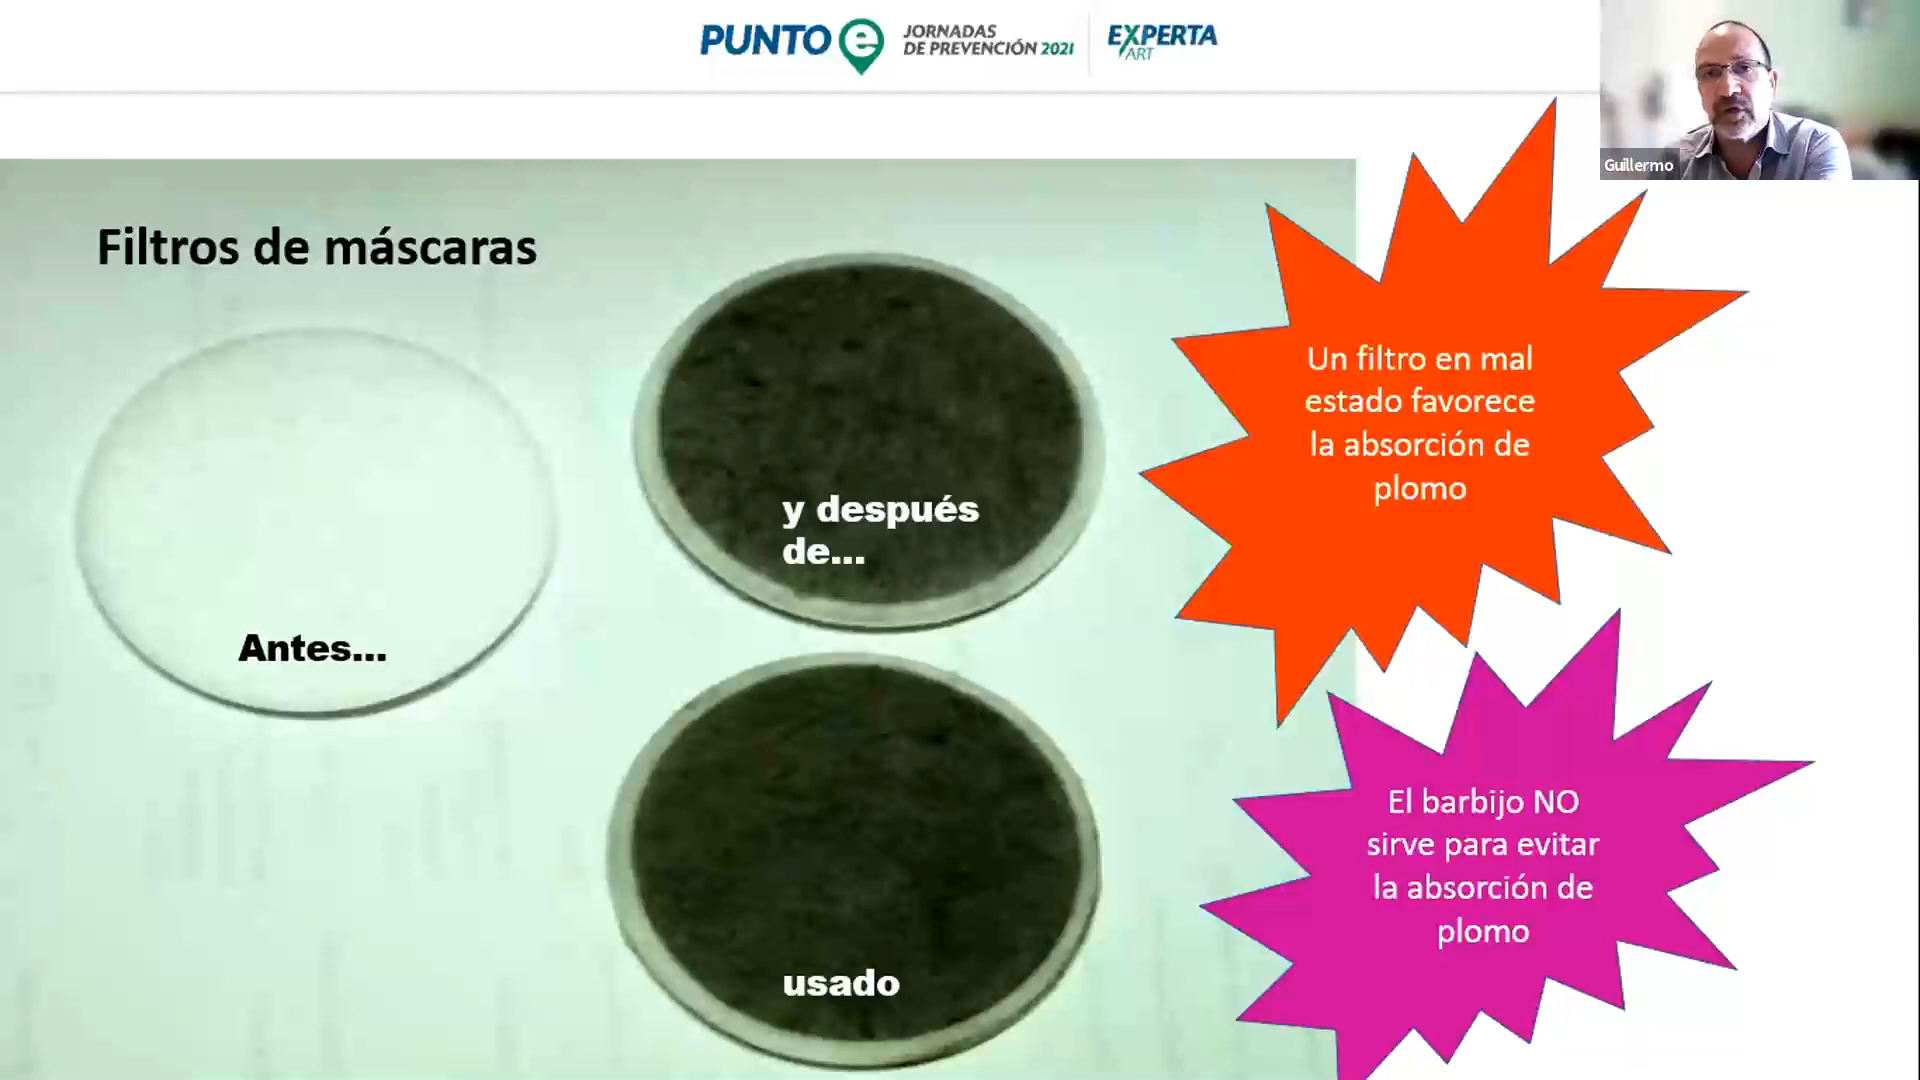 PUNTO e
JORNADAS
DE PREVENCIÓN 2021
EXPERTA
ART
Guillermo
Filtros de máscaras
Antes...
y después
de...
usado
Un filtro en mal
estado favorece
la absorción de
plomo
El barbijo NO
sirve para evitar
la absorción de
plomo